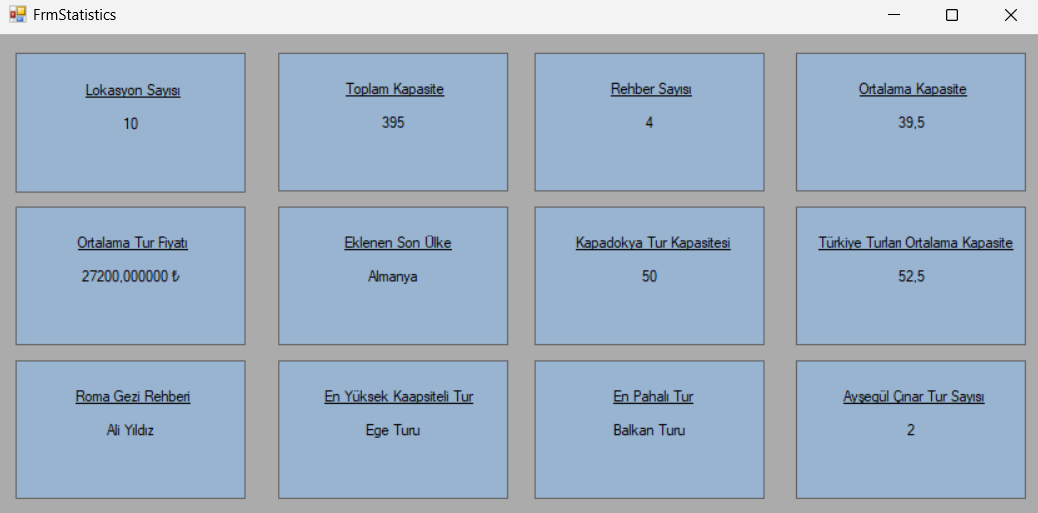 FrmStatistics
Lokasyon Sayısı
10
Toplam Kapasite
395
Rehber Sayısı
4
Ortalama Kapasite
39,5
Ortalama Tur Fiyatı
27200,000000 ₺
Eklenen Son Ülke
Almanya
Kapadokya Tur Kapasitesi
50
Türkiye Turları Ortalama Kapasite
52,5
Roma Gezi Rehberi
Ali Yıldız
En Yüksek Kaapsiteli Tur
Ege Turu
En Pahalı Tur
Balkan Turu
Ayşegül Çınar Tur Sayısı
2